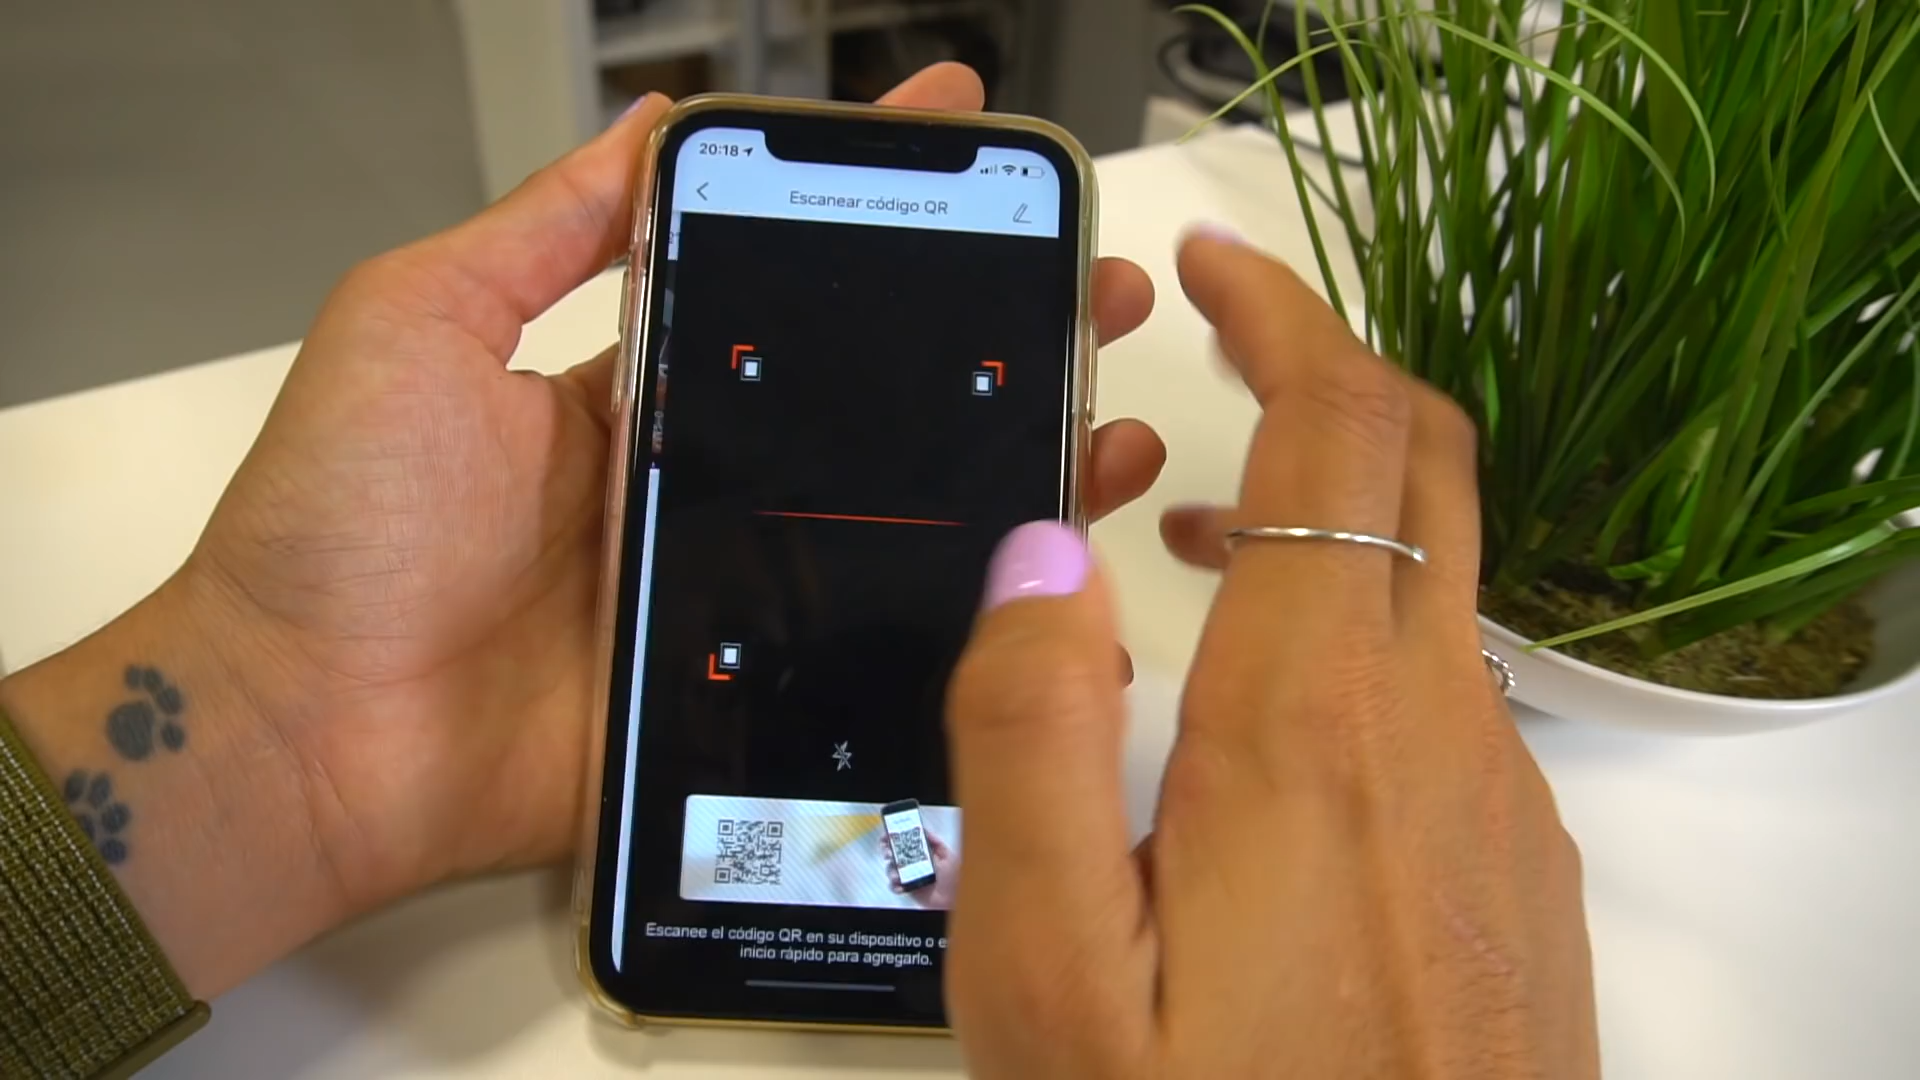 20:18
Escanear código QR
Escanee el código QR en su dispositivo o
inicio rápido para agregarlo.